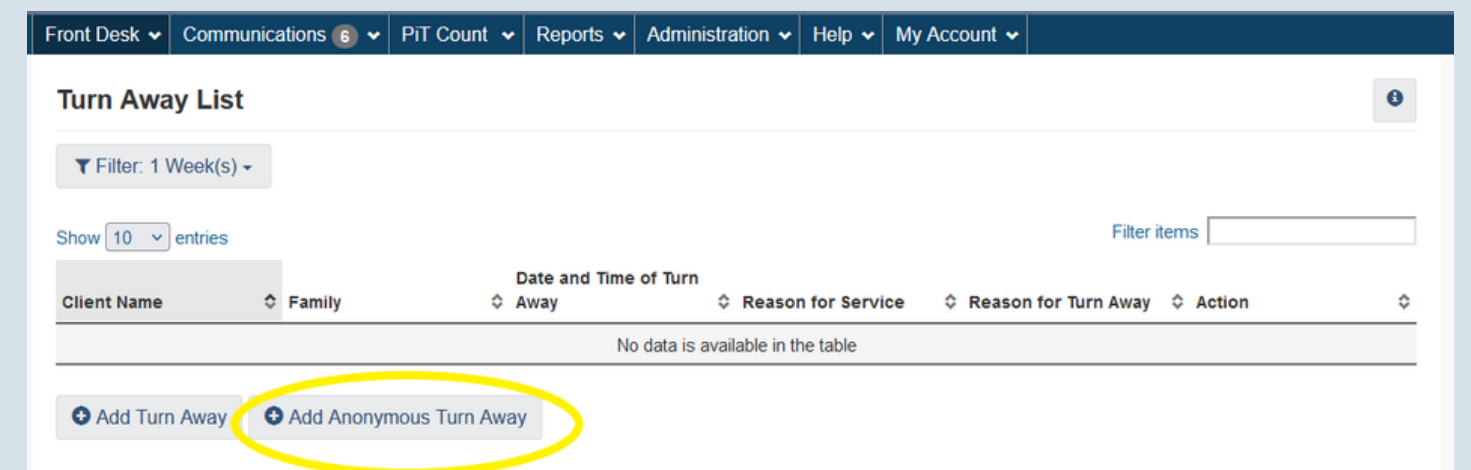 Front Desk Communications 6 PiT Count Reports Administration Help My Account
Turn Away List
Filter: 1 Week(s)
Show 10 entries Filter items
Client Name Family Date and Time of Turn Away Reason for Service Reason for Turn Away Action
No data is available in the table
Add Turn Away Add Anonymous Turn Away